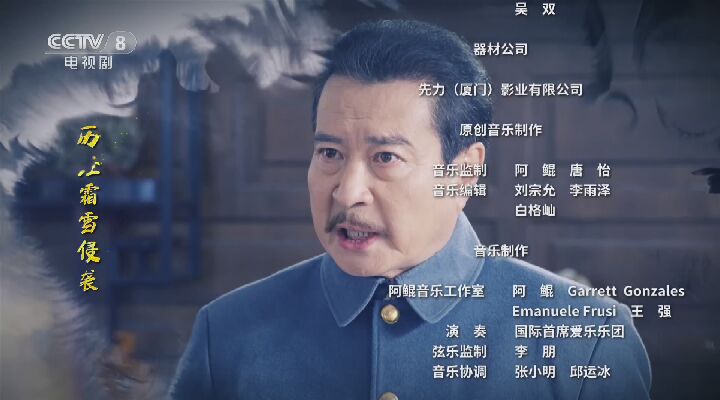 CCTV 8
电视剧
吴 双
器材公司
先力（厦门）影业有限公司
原创音乐制作
音乐监制 阿 鲲 唐 怡
音乐编辑 刘宗允 李雨泽
白格屾
音乐制作
阿鲲音乐工作室 阿 鲲 Garrett Gonzales
Emanuele Frusi 王 强
演 奏 国际首席爱乐乐团
弦乐监制 李 朋
音乐协调 张小明 邱运冰
历
霜雪侵袭